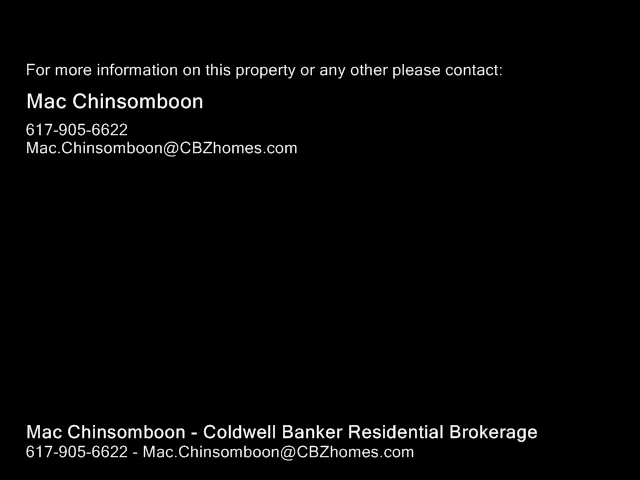 For more information on this property or any other please contact:
Mac Chinsomboon
617-905-6622
Mac.Chinsomboon@CBZhomes.com
Mac Chinsomboon - Coldwell Banker Residential Brokerage
617-905-6622 - Mac.Chinsomboon@CBZhomes.com